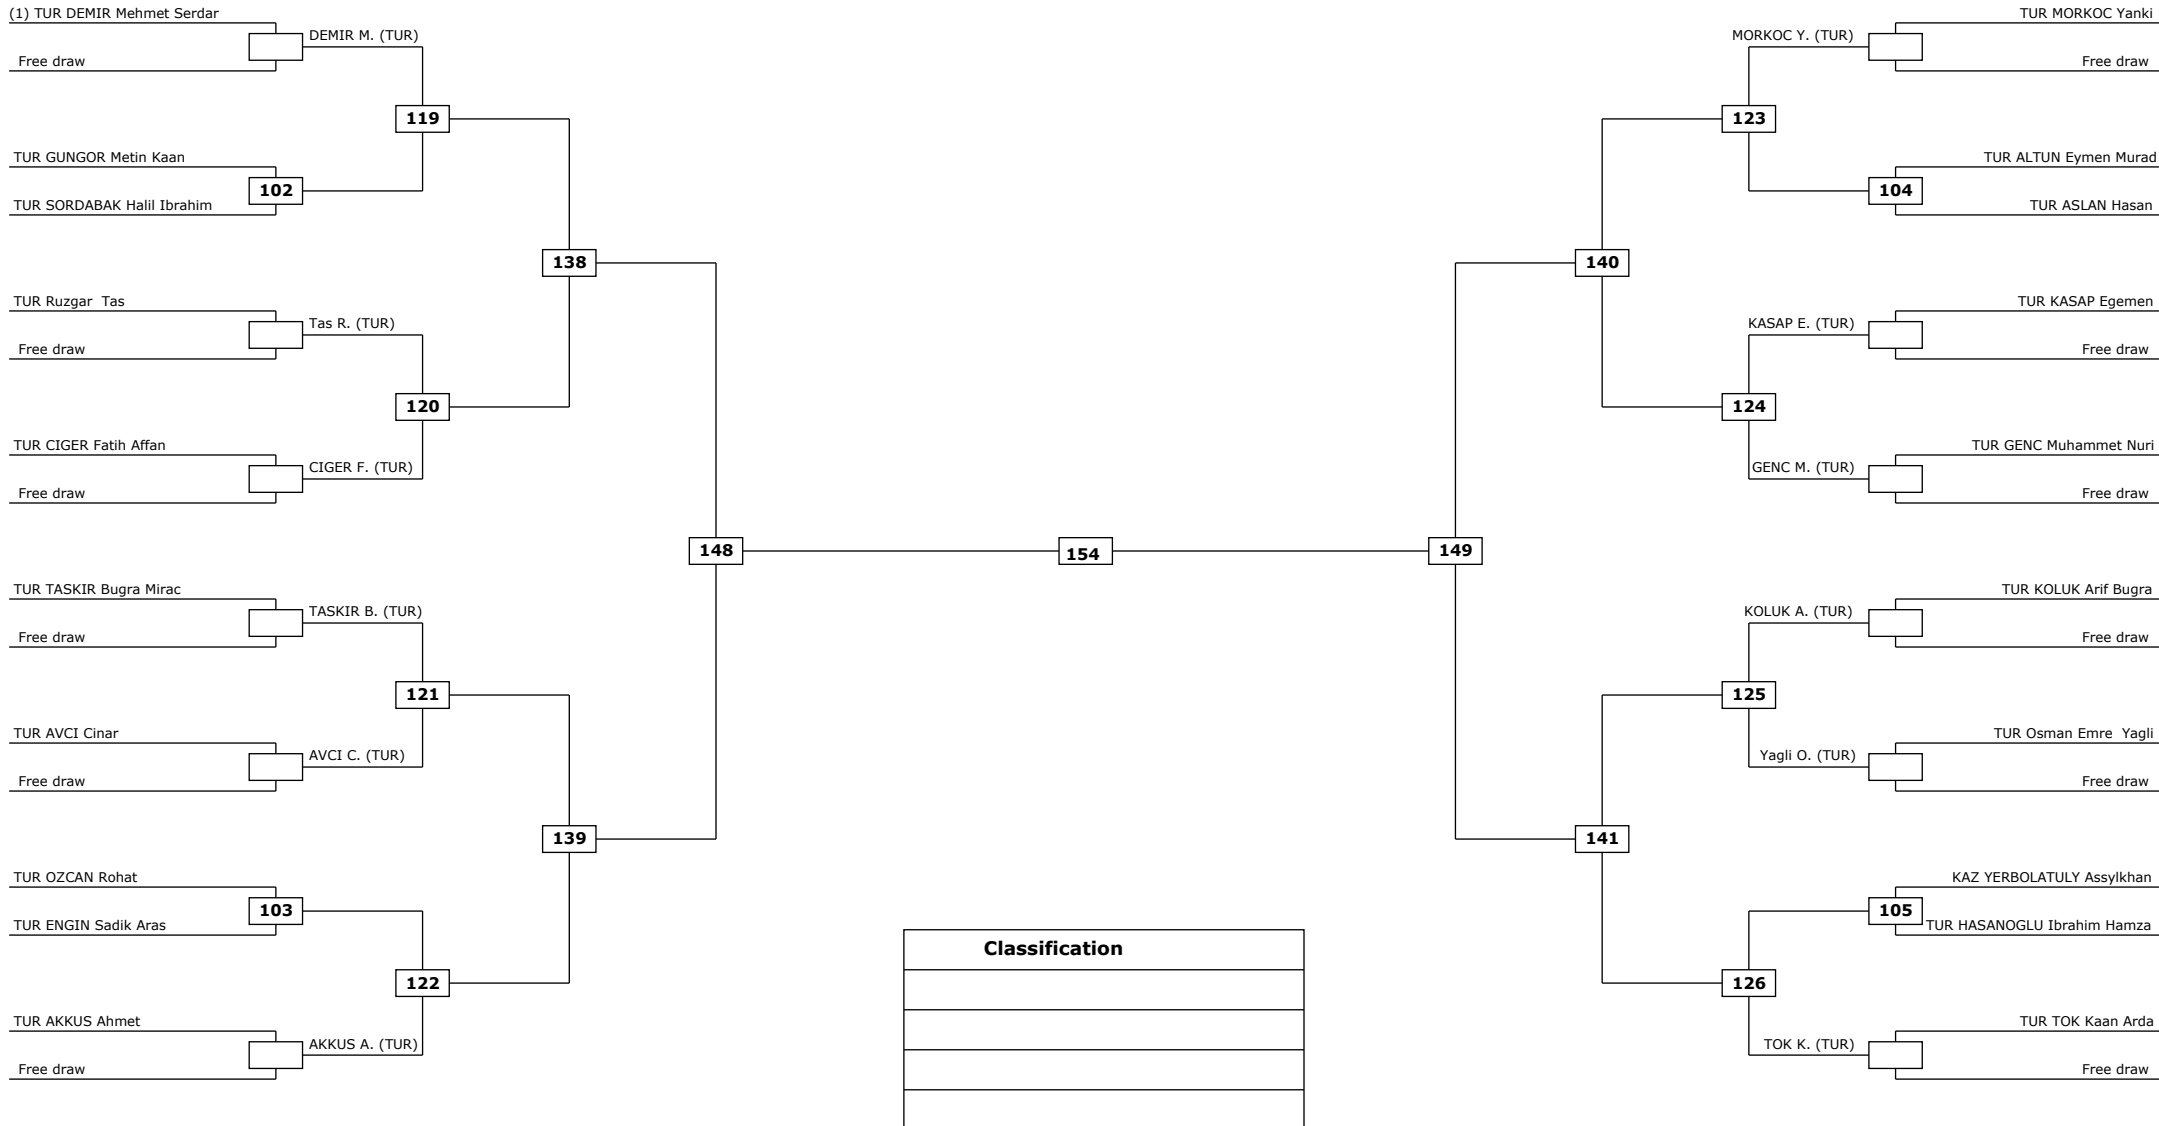 (1) TUR DEMIR Mehmet Serdar
DEMIR M. (TUR)
Free draw
119
TUR GUNGOR Metin Kaan
102
TUR SORDABAK Halil Ibrahim
138
TUR Ruzgar  Tas
Tas R. (TUR)
Free draw
120
TUR CIGER Fatih Affan
CIGER F. (TUR)
Free draw
148
TUR TASKIR Bugra Mirac
TASKIR B. (TUR)
Free draw
121
TUR AVCI Cinar
AVCI C. (TUR)
Free draw
139
TUR OZCAN Rohat
103
TUR ENGIN Sadik Aras
122
TUR AKKUS Ahmet
AKKUS A. (TUR)
Free draw
154
Classification
TUR MORKOC Yanki
MORKOC Y. (TUR)
Free draw
123
TUR ALTUN Eymen Murad
104
TUR ASLAN Hasan
140
TUR KASAP Egemen
KASAP E. (TUR)
Free draw
124
TUR GENC Muhammet Nuri
GENC M. (TUR)
Free draw
149
TUR KOLUK Arif Bugra
KOLUK A. (TUR)
Free draw
125
TUR Osman Emre  Yagli
Yagli O. (TUR)
Free draw
141
KAZ YERBOLATULY Assylkhan
105
TUR HASANOGLU Ibrahim Hamza
126
TUR TOK Kaan Arda
TOK K. (TUR)
Free draw